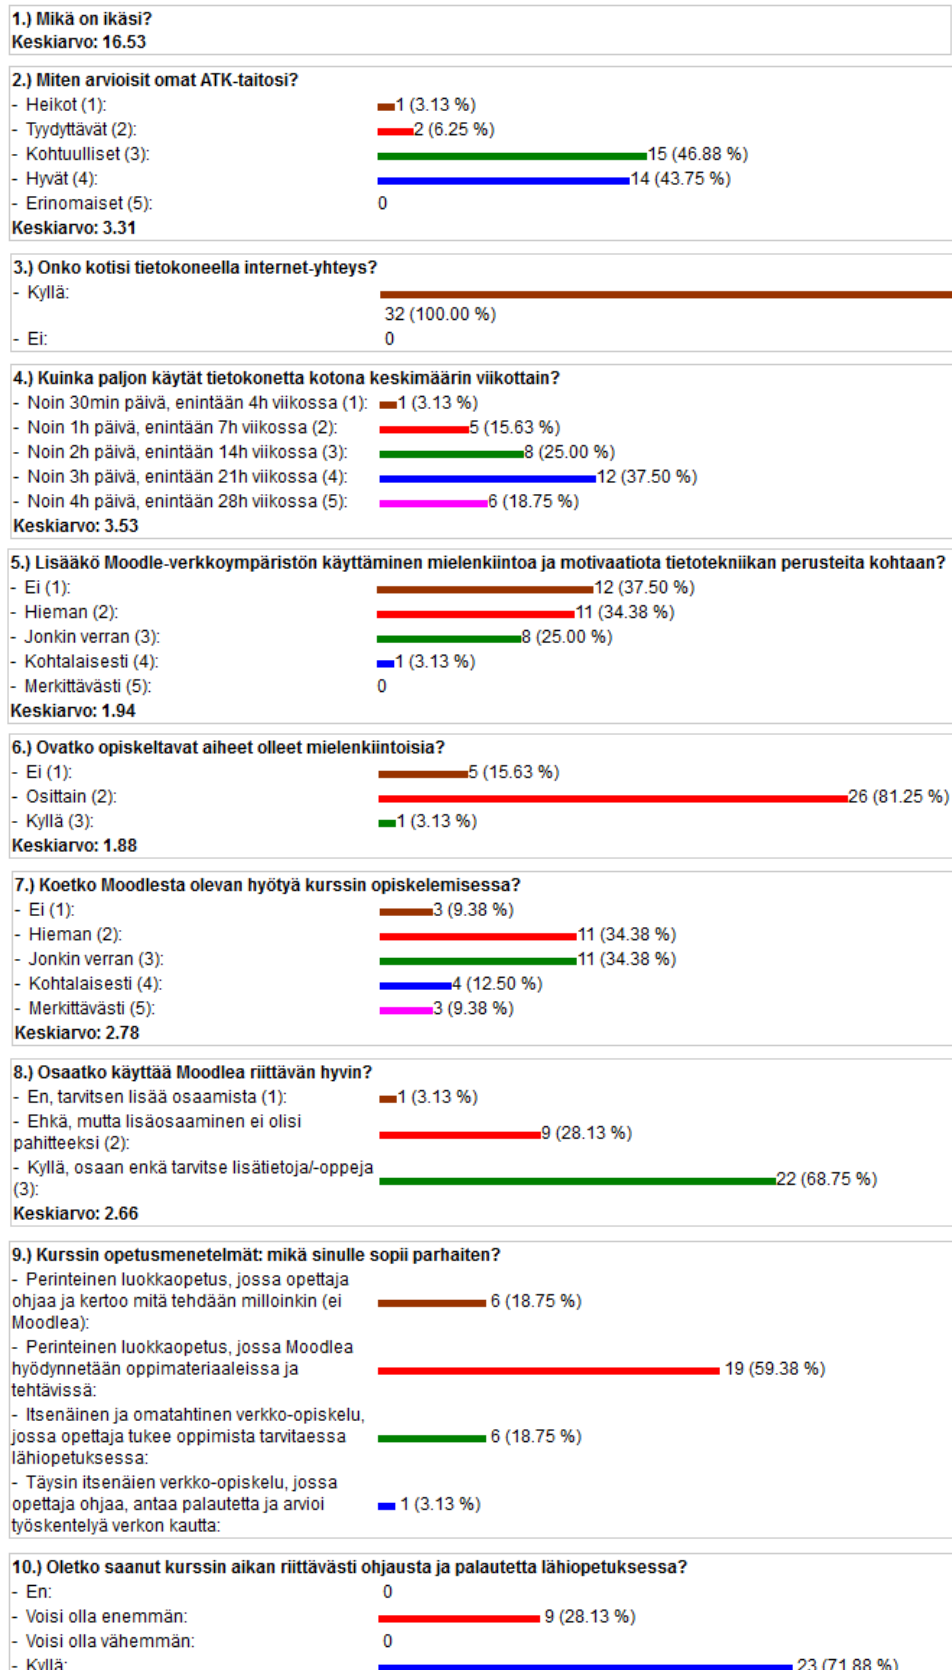 1.) Mikä on ikäsi?
Keskiarvo: 16.53
2.) Miten arvioisit omat ATK-taitosi?
- Heikot (1): 1 (3.13 %)
- Tyydyttävät (2): 2 (6.25 %)
- Kohtuulliset (3): 15 (46.88 %)
- Hyvät (4): 14 (43.75 %)
- Erinomaiset (5): 0
Keskiarvo: 3.31
3.) Onko kotisi tietokoneella internet-yhteys?
- Kyllä:
32 (100.00 %)
- Ei: 0
4.) Kuinka paljon käytät tietokonetta kotona keskimäärin viikottain?
- Noin 30min päivä, enintään 4h viikossa (1): 1 (3.13 %)
- Noin 1h päivä, enintään 7h viikossa (2): 5 (15.63 %)
- Noin 2h päivä, enintään 14h viikossa (3): 8 (25.00 %)
- Noin 3h päivä, enintään 21h viikossa (4): 12 (37.50 %)
- Noin 4h päivä, enintään 28h viikossa (5): 6 (18.75 %)
Keskiarvo: 3.53
5.) Lisääkö Moodle-verkkoympäristön käyttäminen mielenkiintoa ja motivaatiota tietotekniikan perusteita kohtaan?
- Ei (1): 12 (37.50 %)
- Hieman (2): 11 (34.38 %)
- Jonkin verran (3): 8 (25.00 %)
- Kohtalaisesti (4): 1 (3.13 %)
- Merkittävästi (5): 0
Keskiarvo: 1.94
6.) Ovatko opiskeltavat aiheet olleet mielenkiintoisia?
- Ei (1): 5 (15.63 %)
- Osittain (2): 26 (81.25 %)
- Kyllä (3): 1 (3.13 %)
Keskiarvo: 1.88
7.) Koetko Moodlesta olevan hyötyä kurssin opiskelemisessa?
- Ei (1): 3 (9.38 %)
- Hieman (2): 11 (34.38 %)
- Jonkin verran (3): 11 (34.38 %)
- Kohtalaisesti (4): 4 (12.50 %)
- Merkittävästi (5): 3 (9.38 %)
Keskiarvo: 2.78
8.) Osaatko käyttää Moodlea riittävän hyvin?
- En, tarvitsen lisää osaamista (1): 1 (3.13 %)
- Ehkä, mutta lisäosaaminen ei olisi
pahitteeksi (2): 9 (28.13 %)
- Kyllä, osaan enkä tarvitse lisätietoja/-oppeja
(3): 22 (68.75 %)
Keskiarvo: 2.66
9.) Kurssin opetusmenetelmät: mikä sinulle sopii parhaiten?
- Perinteinen luokkaopetus, jossa opettaja
ohjaa ja kertoo mitä tehdään milloinkin (ei 6 (18.75 %)
Moodlea):
- Perinteinen luokkaopetus, jossa Moodlea
hyödynnetään oppimateriaaleissa ja 19 (59.38 %)
tehtävissä:
- Itsenäinen ja omatahtinen verkko-opiskelu,
jossa opettaja tukee oppimista tarvitaessa 6 (18.75 %)
lähiopetuksessa:
- Täysin itsenäien verkko-opiskelu, jossa
opettaja ohjaa, antaa palautetta ja arvioi 1 (3.13 %)
työskentelyä verkon kautta:
10.) Oletko saanut kurssin aikan riittävästi ohjausta ja palautetta lähiopetuksessa?
- En: 0
- Voisi olla enemmän: 9 (28.13 %)
- Voisi olla vähemmän: 0
- Kyllä: 23 (71.88 %)